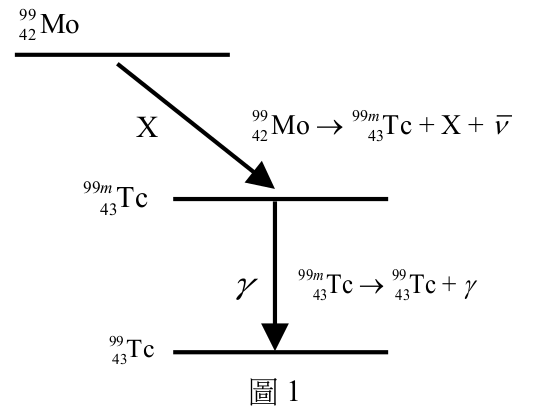 ⁹⁹₄₂Mo
X
⁹⁹₄₂Mo → ⁹⁹ᵐ₄₃Tc + X + ν̅
⁹⁹ᵐ₄₃Tc
γ
⁹⁹ᵐ₄₃Tc → ⁹⁹₄₃Tc + γ
⁹⁹₄₃Tc
圖 1